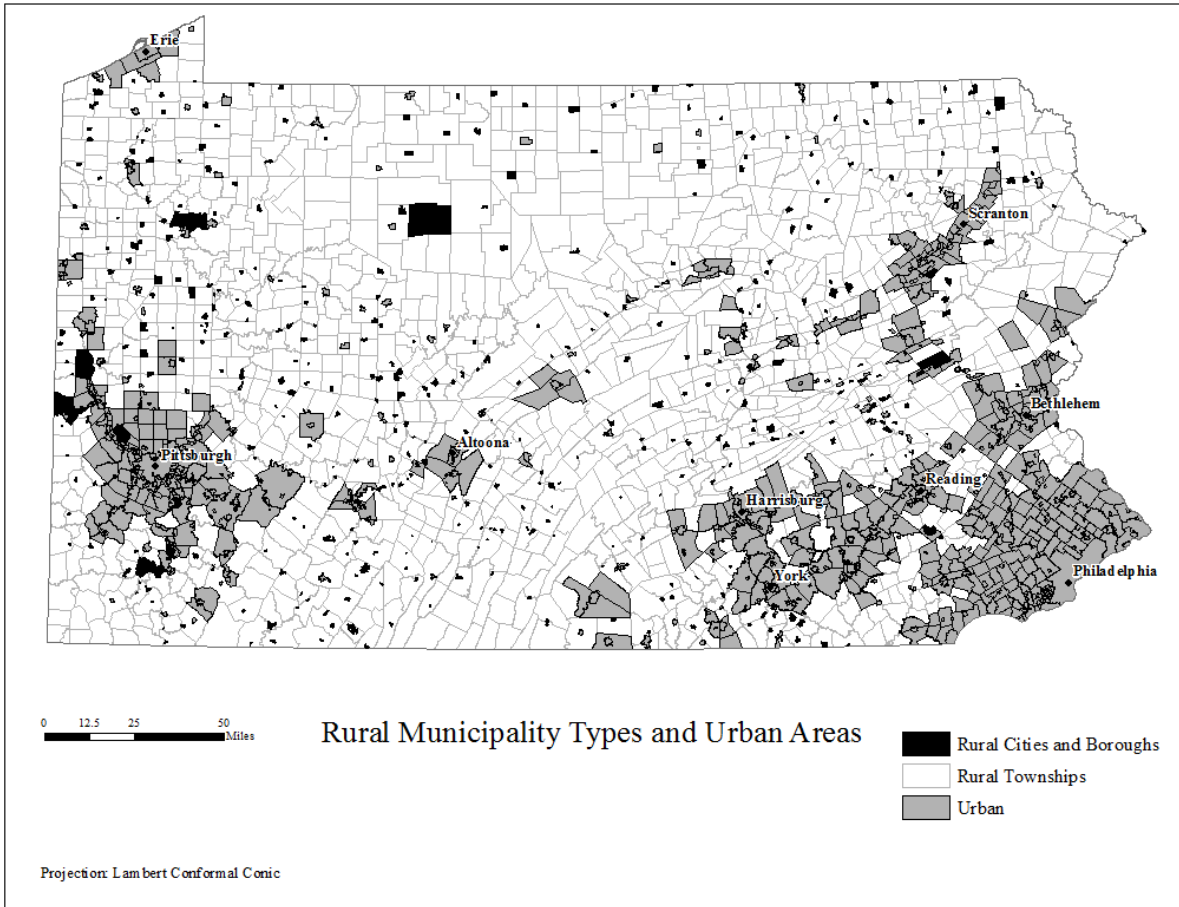 Erie
Scranton
Bethlehem
Altoona
Pittsburgh
Reading
Harrisburg
York
Philadelphia
0 12.5 25 50
Miles
Rural Municipality Types and Urban Areas
Rural Cities and Boroughs
Rural Townships
Urban
Projection: Lambert Conformal Conic